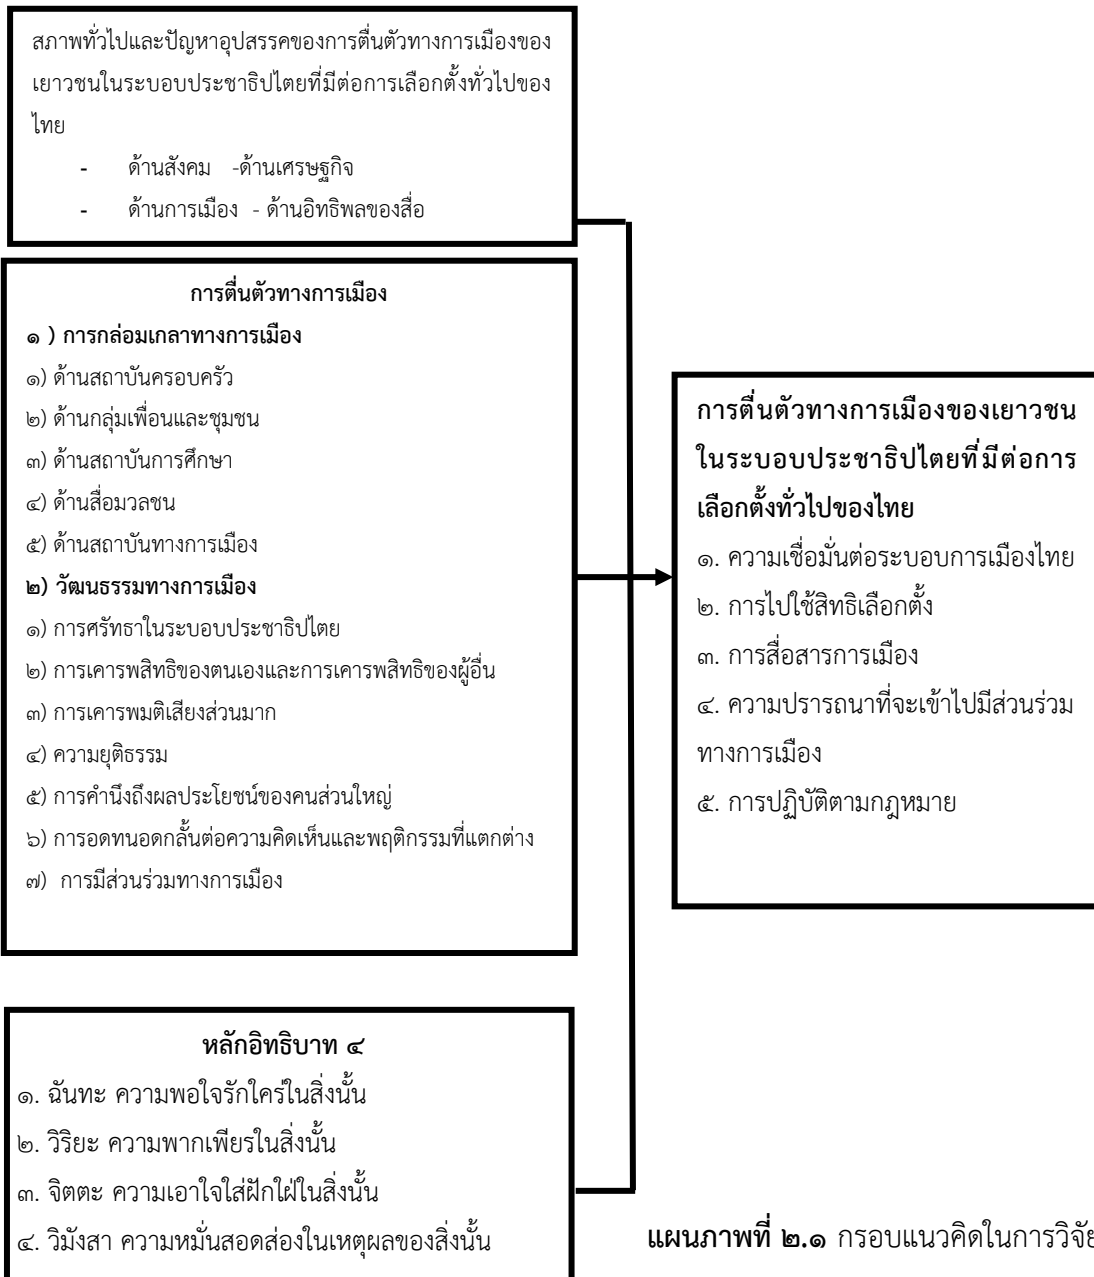 สภาพทั่วไปและปัญหาอุปสรรคของการตื่นตัวทางการเมืองของ
เยาวชนในระบอบประชาธิปไตยที่มีต่อการเลือกตั้งทั่วไปของ
ไทย
- ด้านสังคม -ด้านเศรษฐกิจ
- ด้านการเมือง - ด้านอิทธิพลของสื่อ
การตื่นตัวทางการเมือง
๑ ) การกล่อมเกลาทางการเมือง
๑) ด้านสถาบันครอบครัว
๒) ด้านกลุ่มเพื่อนและชุมชน
๓) ด้านสถาบันการศึกษา
๔) ด้านสื่อมวลชน
๕) ด้านสถาบันทางการเมือง
๒) วัฒนธรรมทางการเมือง
๑) การศรัทธาในระบอบประชาธิปไตย
๒) การเคารพสิทธิของตนเองและการเคารพสิทธิของผู้อื่น
๓) การเคารพมติเสียงส่วนมาก
๔) ความยุติธรรม
๕) การคำนึงถึงผลประโยชน์ของคนส่วนใหญ่
๖) การอดทนอดกลั้นต่อความคิดเห็นและพฤติกรรมที่แตกต่าง
๗) การมีส่วนร่วมทางการเมือง
การตื่นตัวทางการเมืองของเยาวชน
ในระบอบประชาธิปไตยที่มีต่อการ
เลือกตั้งทั่วไปของไทย
๑. ความเชื่อมั่นต่อระบอบการเมืองไทย
๒. การไปใช้สิทธิเลือกตั้ง
๓. การสื่อสารการเมือง
๔. ความปรารถนาที่จะเข้าไปมีส่วนร่วม
ทางการเมือง
๕. การปฏิบัติตามกฎหมาย
หลักอิทธิบาท ๔
๑. ฉันทะ ความพอใจรักใคร่ในสิ่งนั้น
๒. วิริยะ ความพากเพียรในสิ่งนั้น
๓. จิตตะ ความเอาใจใส่ฝักใฝ่ในสิ่งนั้น
๔. วิมังสา ความหมั่นสอดส่องในเหตุผลของสิ่งนั้น
แผนภาพที่ ๒.๑ กรอบแนวคิดในการวิจัย